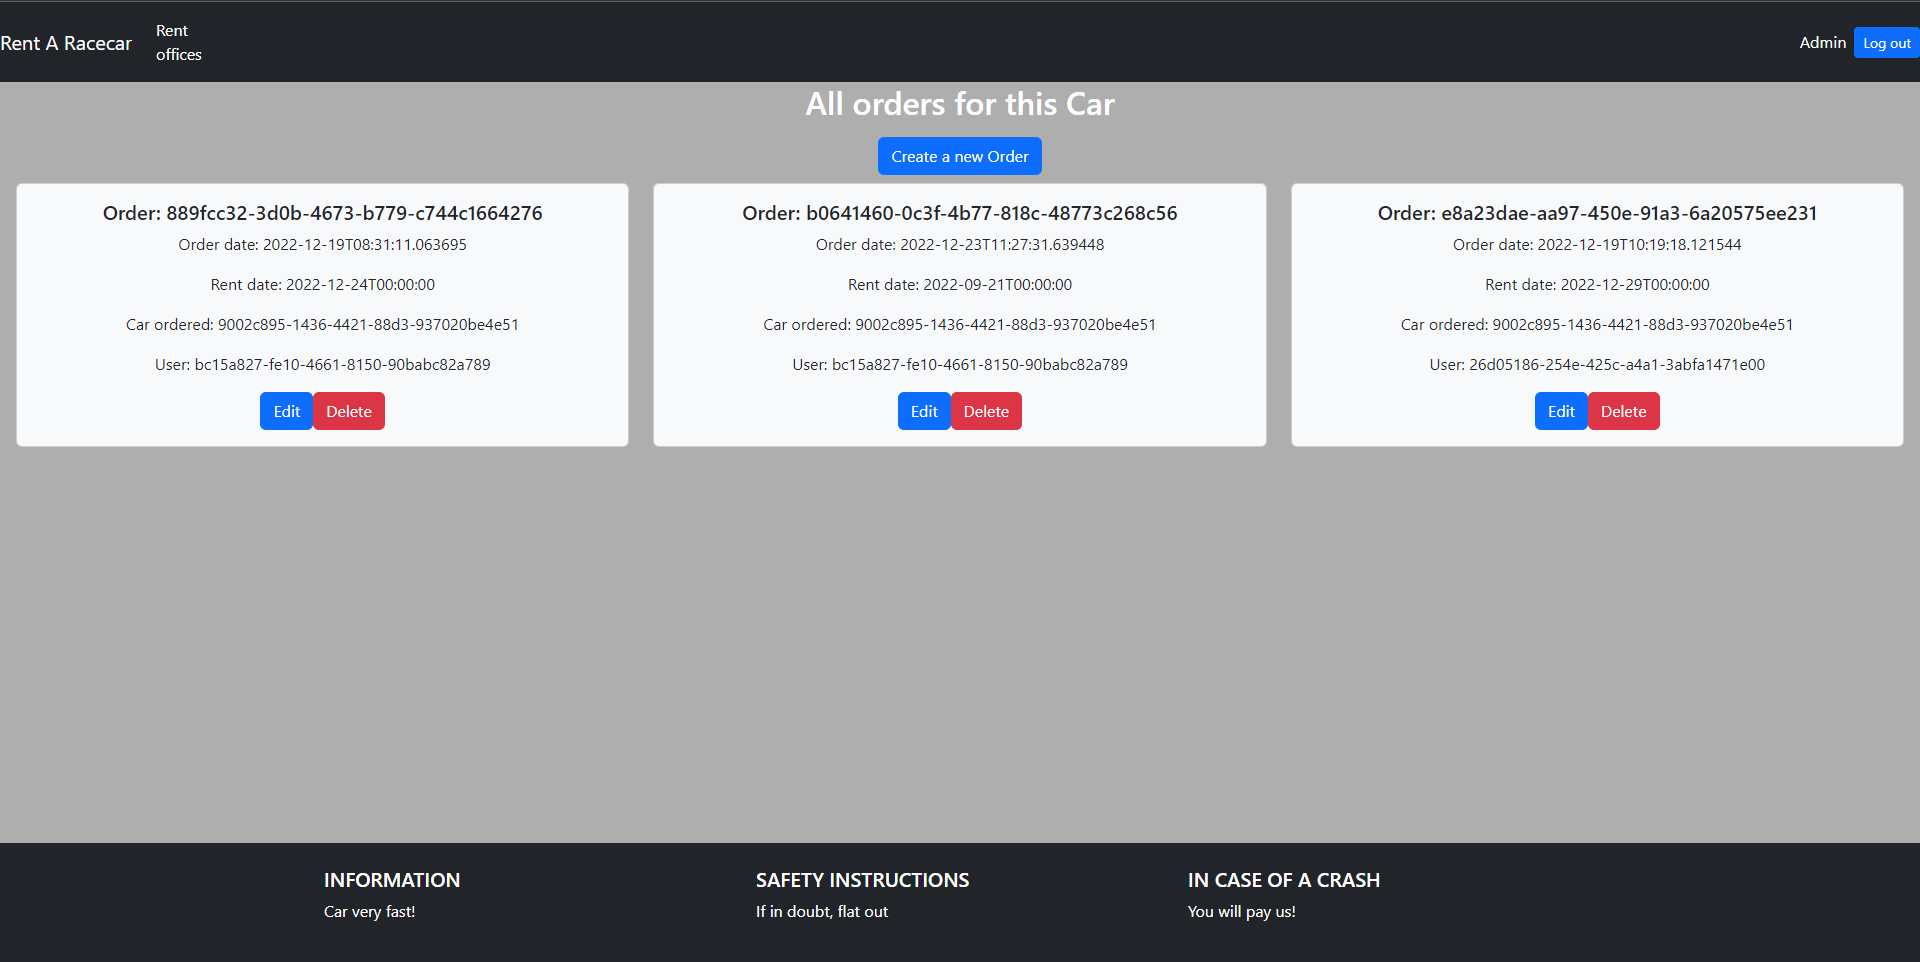 Rent A Racecar
Rent
offices
Admin
Log out
All orders for this Car
Create a new Order
Order: 889fcc32-3d0b-4673-b779-c744c1664276
Order date: 2022-12-19T08:31:11.063695
Rent date: 2022-12-24T00:00:00
Car ordered: 9002c895-1436-4421-88d3-937020be4e51
User: bc15a827-fe10-4661-8150-90babc82a789
Edit
Delete
Order: b0641460-0c3f-4b77-818c-48773c268c56
Order date: 2022-12-23T11:27:31.639448
Rent date: 2022-09-21T00:00:00
Car ordered: 9002c895-1436-4421-88d3-937020be4e51
User: bc15a827-fe10-4661-8150-90babc82a789
Edit
Delete
Order: e8a23dae-aa97-450e-91a3-6a20575ee231
Order date: 2022-12-19T10:19:18.121544
Rent date: 2022-12-29T00:00:00
Car ordered: 9002c895-1436-4421-88d3-937020be4e51
User: 26d05186-254e-425c-a4a1-3abfa1471e00
Edit
Delete
INFORMATION
Car very fast!
SAFETY INSTRUCTIONS
If in doubt, flat out
IN CASE OF A CRASH
You will pay us!